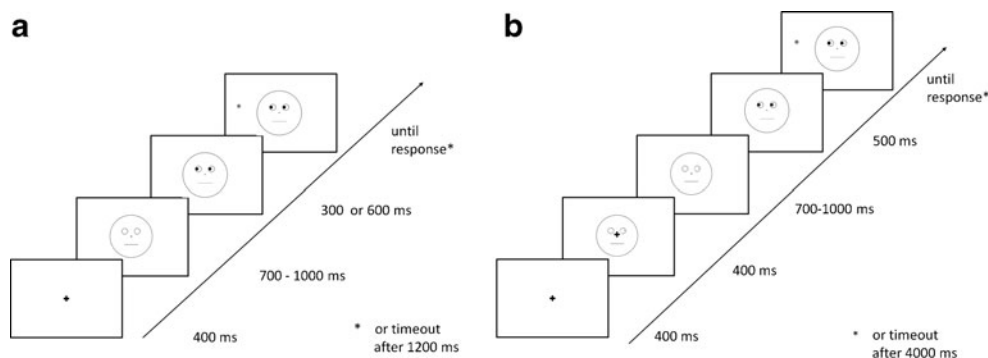 a
until
response*
300 or 600 ms
700 - 1000 ms
400 ms
* or timeout
after 1200 ms
b
until
response*
500 ms
700-1000 ms
400 ms
400 ms
* or timeout
after 4000 ms